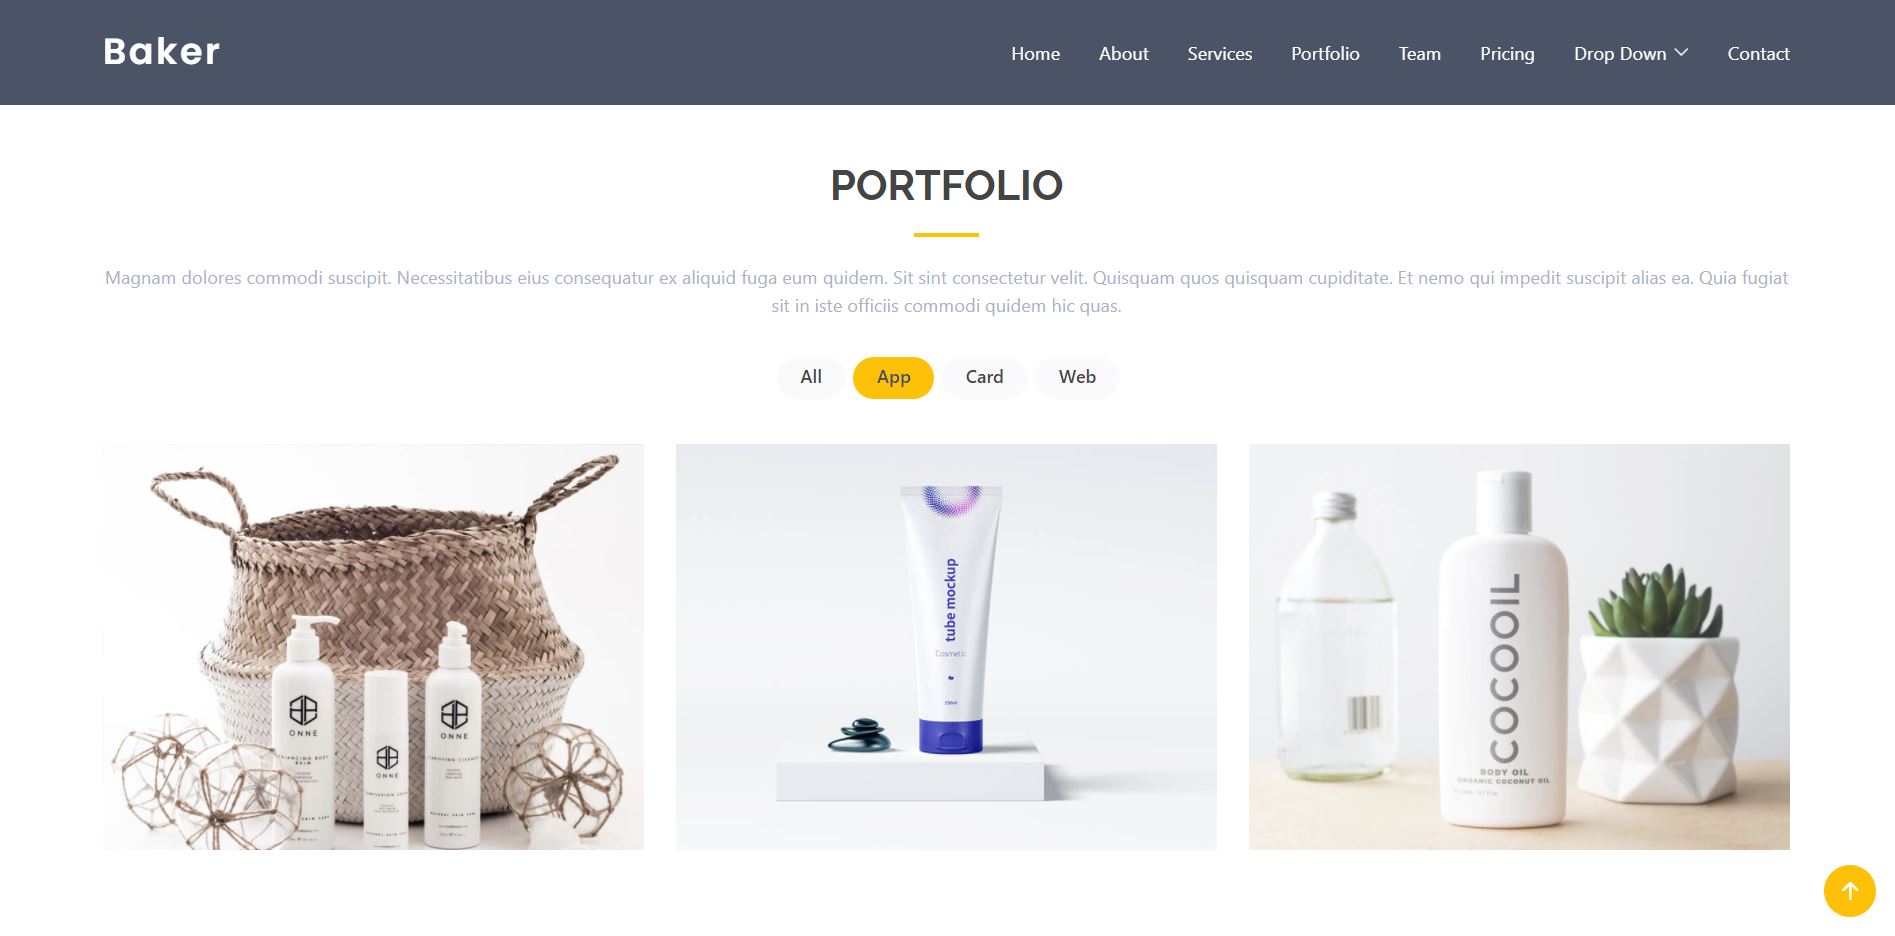 Baker
Home About Services Portfolio Team Pricing Drop Down Contact
PORTFOLIO
Magnam dolores commodi suscipit. Necessitatibus eius consequatur ex aliquid fuga eum quidem. Sit sint consectetur velit. Quisquam quos quisquam cupiditate. Et nemo qui impedit suscipit alias ea. Quia fugiat
sit in iste officiis commodi quidem hic quas.
All App Card Web
ONNE
BALM
ONNE
ONNE
tube mockup
Cosmetic
COCOOIL
BODY OIL
ORGANIC COCONUT OIL